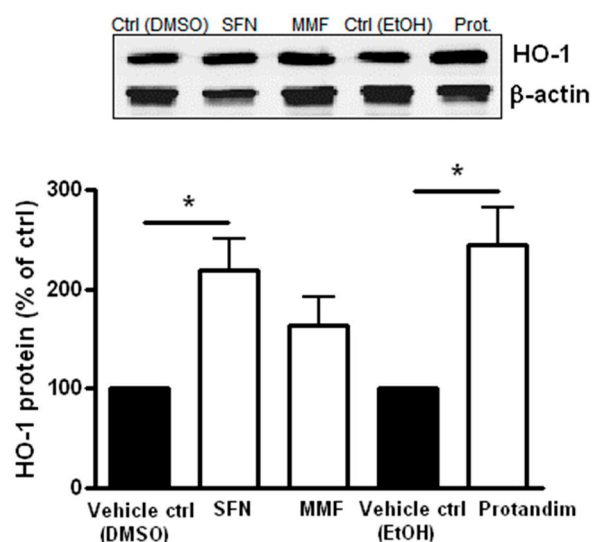 Ctrl (DMSO) SFN MMF Ctrl (EtOH) Prot.
HO-1
β-actin
HO-1 protein (% of ctrl)
300
200
100
0
* *
Vehicle ctrl (DMSO) SFN MMF Vehicle ctrl (EtOH) Protandim